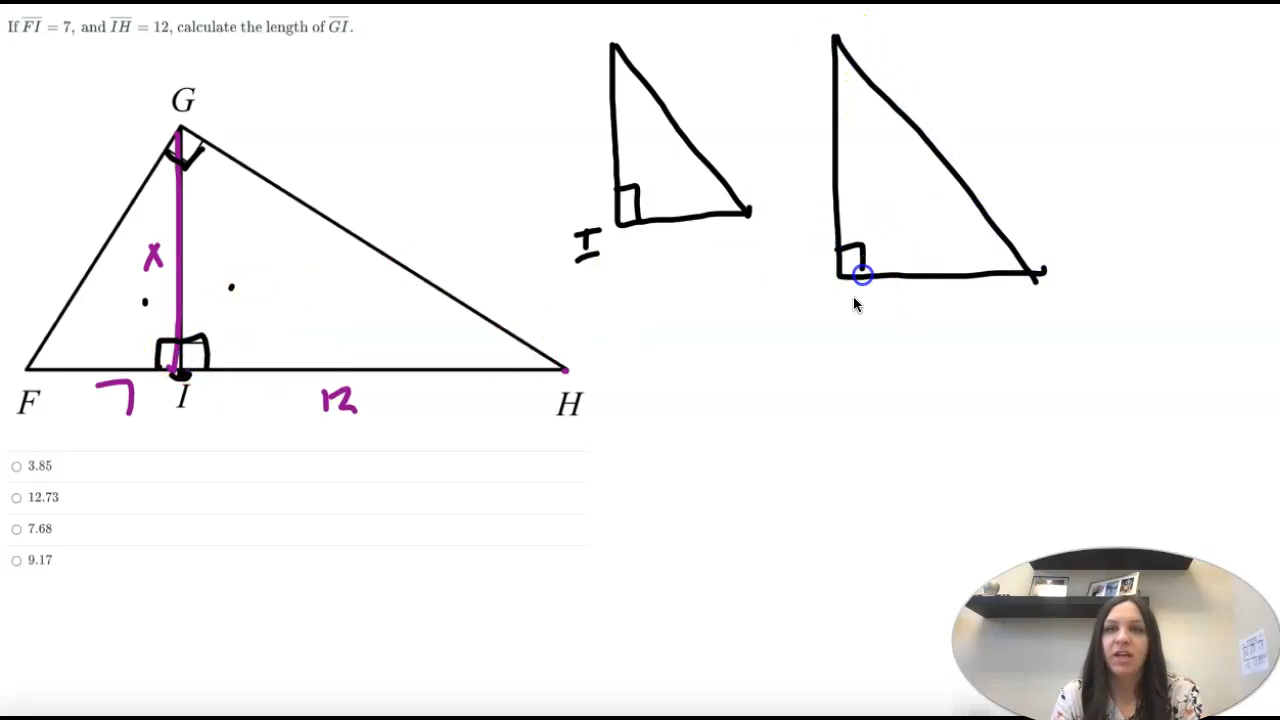 If FI = 7, and IH = 12, calculate the length of GI.
G
x
I
F
7
I
12
H
3.85
12.73
7.68
9.17